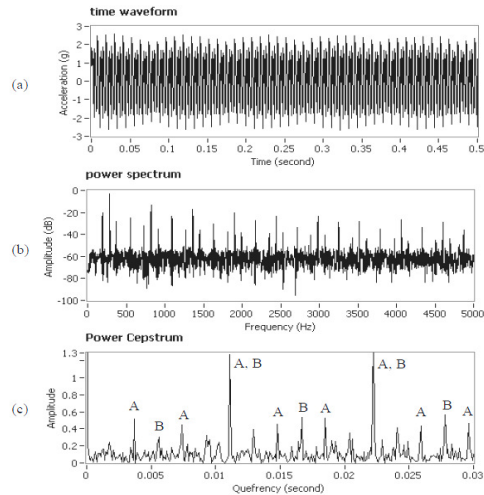 time waveform
(a)
Acceleration (g)
3
2
1
0
-1
-2
-3
0 0.05 0.1 0.15 0.2 0.25 0.3 0.35 0.4 0.45 0.5
Time (second)
power spectrum
(b)
Amplitude (dB)
0
-20
-40
-60
-80
-100
0 500 1000 1500 2000 2500 3000 3500 4000 4500 5000
Frequency (Hz)
Power Cepstrum
(c)
Amplitude
1.3
1
0.8
0.6
0.4
0.2
0
A B A A, B A B A A, B A B A
0 0.005 0.01 0.015 0.02 0.025 0.03
Quefrency (second)